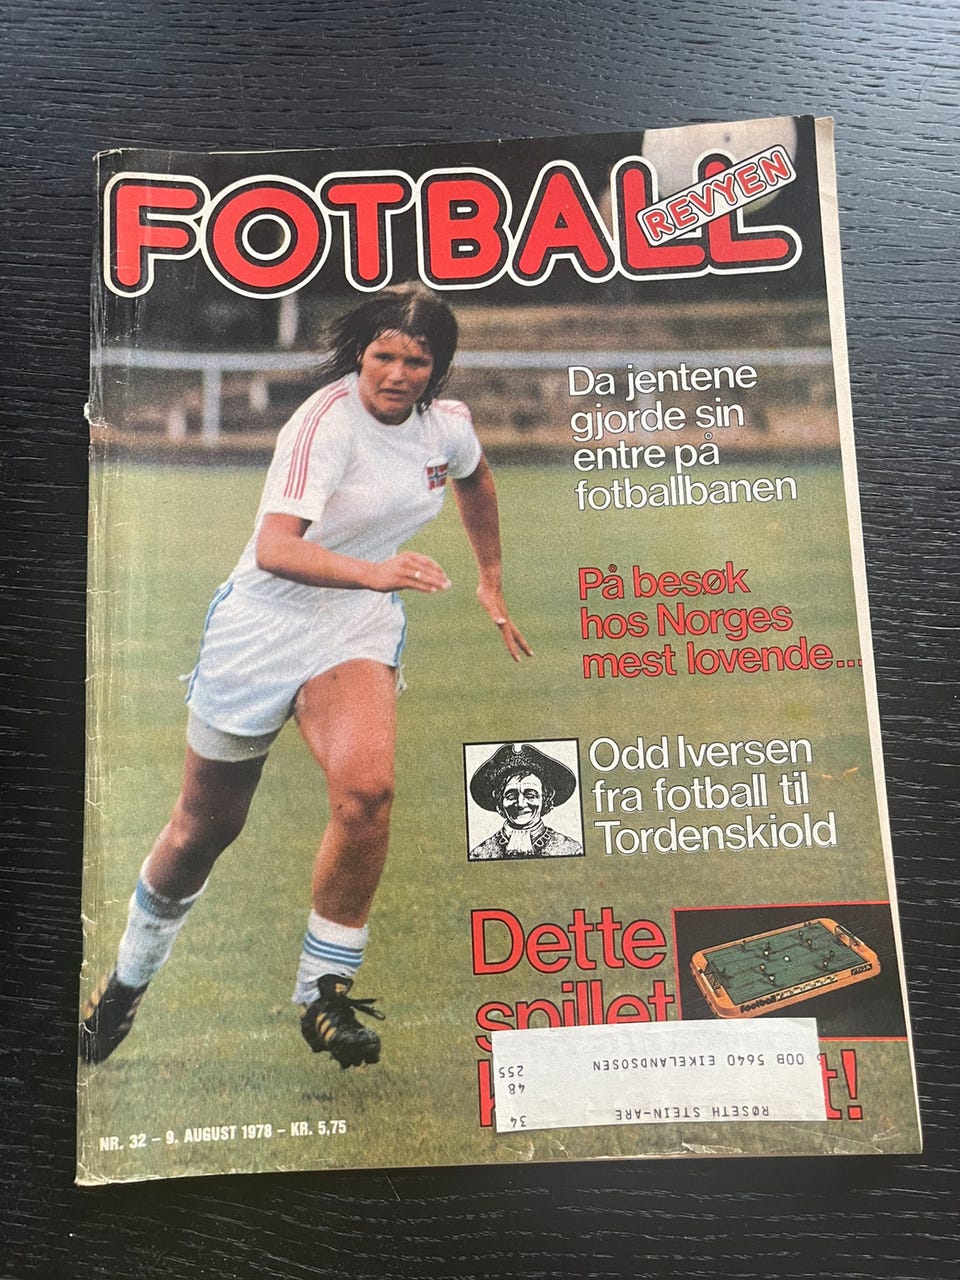 FOTBALL
REVYEN
Da jentene
gjorde sin
entre på
fotballbanen
På besøk
hos Norges
mest lovende...
Odd Iversen
fra fotball til
Tordenskiold
Dette
spillet
t!
Football
RØSETH STEIN-ARE 34
48
OOB 5640 EIKELANDSOSEN 255
NR. 32 – 9. AUGUST 1978 – KR. 5,75